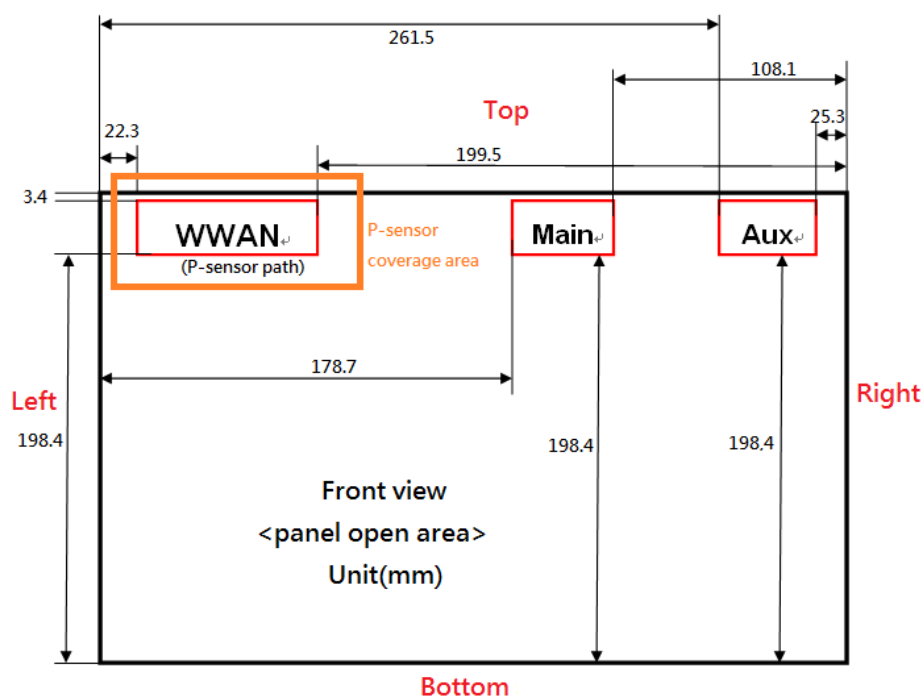 261.5
108.1
Top
25.3
22.3
199.5
3.4
WWAN
Main
Aux
P-sensor
coverage area
(P-sensor path)
178.7
Left
Right
198.4
198.4
198,4
Front view
<panel open area>
Unit(mm)
Bottom